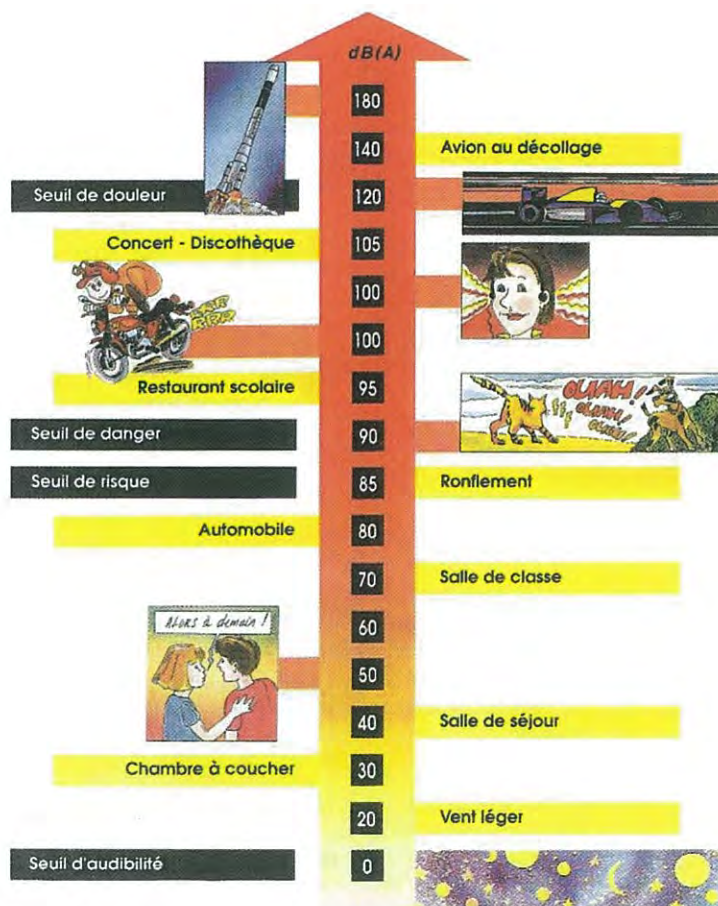 dB(A)
180
140 Avion au décollage
Seuil de douleur 120
Concert - Discothèque 105
100
100
Restaurant scolaire 95
OUAH!
OUAH!
OUAH!
Seuil de danger 90
Seuil de risque 85 Ronflement
Automobile 80
70 Salle de classe
60
ALORS à demain !
50
40 Salle de séjour
Chambre à coucher 30
20 Vent léger
Seuil d'audibilité 0